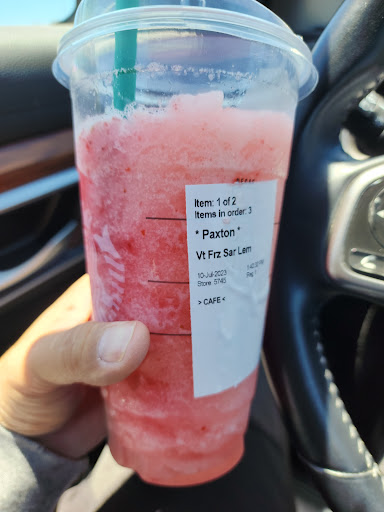 Item: 1 of 2
Items in order: 3
* Paxton *
Vt Frz Sar Lem
10-Jul-2023
Store: 5745
> CAFE <